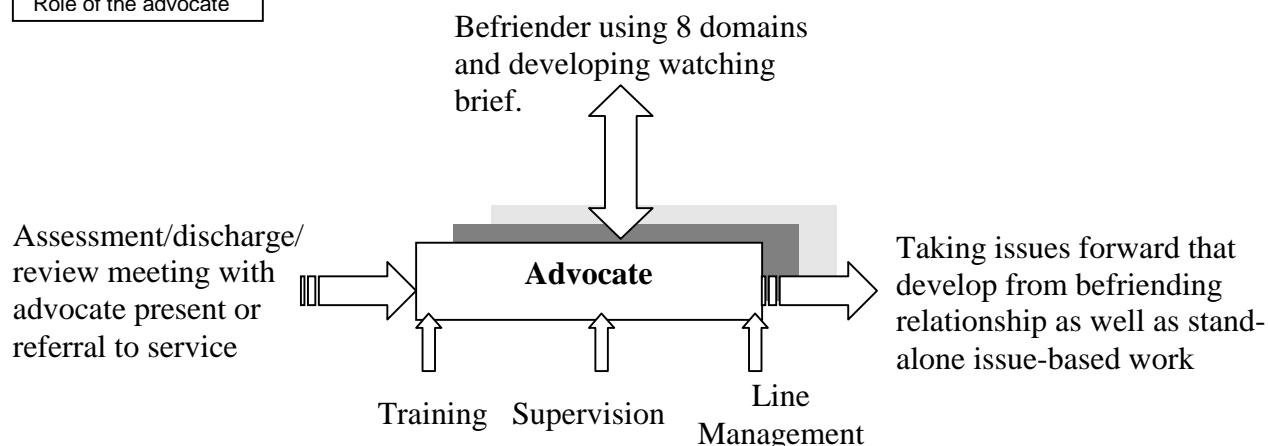 Role of the advocate
Befriender using 8 domains
and developing watching
brief.
Assessment/discharge/
review meeting with
advocate present or
referral to service
Advocate
Taking issues forward that
develop from befriending
relationship as well as stand-
alone issue-based work
Training
Supervision
Line
Management